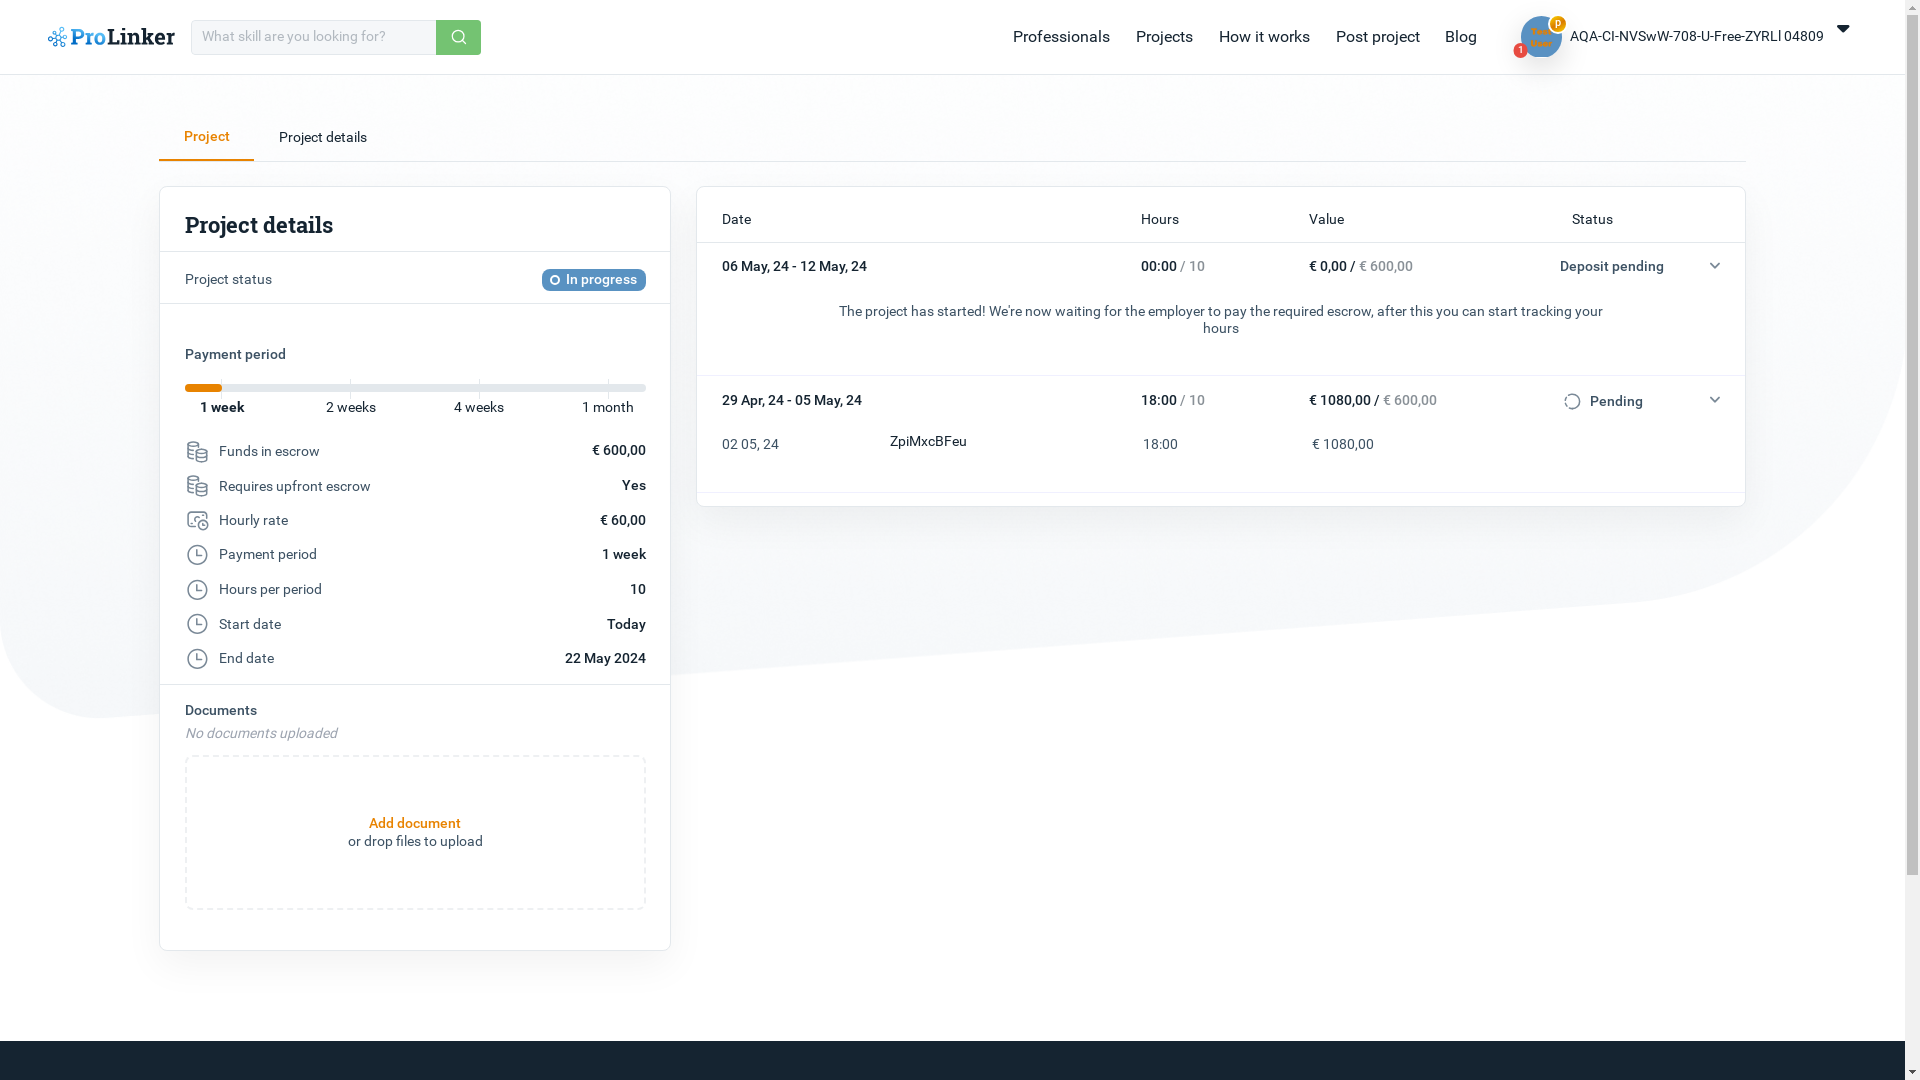 ProLinker
What skill are you looking for?
Professionals
Projects
How it works
Post project
Blog
P
1
AQA-CI-NVSwW-708-U-Free-ZYRLl 04809
Project
Project details
Project details
Project status
In progress
Payment period
1 week
2 weeks
4 weeks
1 month
Funds in escrow
€ 600,00
Requires upfront escrow
Yes
Hourly rate
€ 60,00
Payment period
1 week
Hours per period
10
Start date
Today
End date
22 May 2024
Documents
No documents uploaded
Add document
or drop files to upload
Date
Hours
Value
Status
06 May, 24 - 12 May, 24
00:00 / 10
€ 0,00 / € 600,00
Deposit pending
The project has started! We're now waiting for the employer to pay the required escrow, after this you can start tracking your
hours
29 Apr, 24 - 05 May, 24
18:00 / 10
€ 1080,00 / € 600,00
Pending
02 05, 24
ZpiMxcBFeu
18:00
€ 1080,00